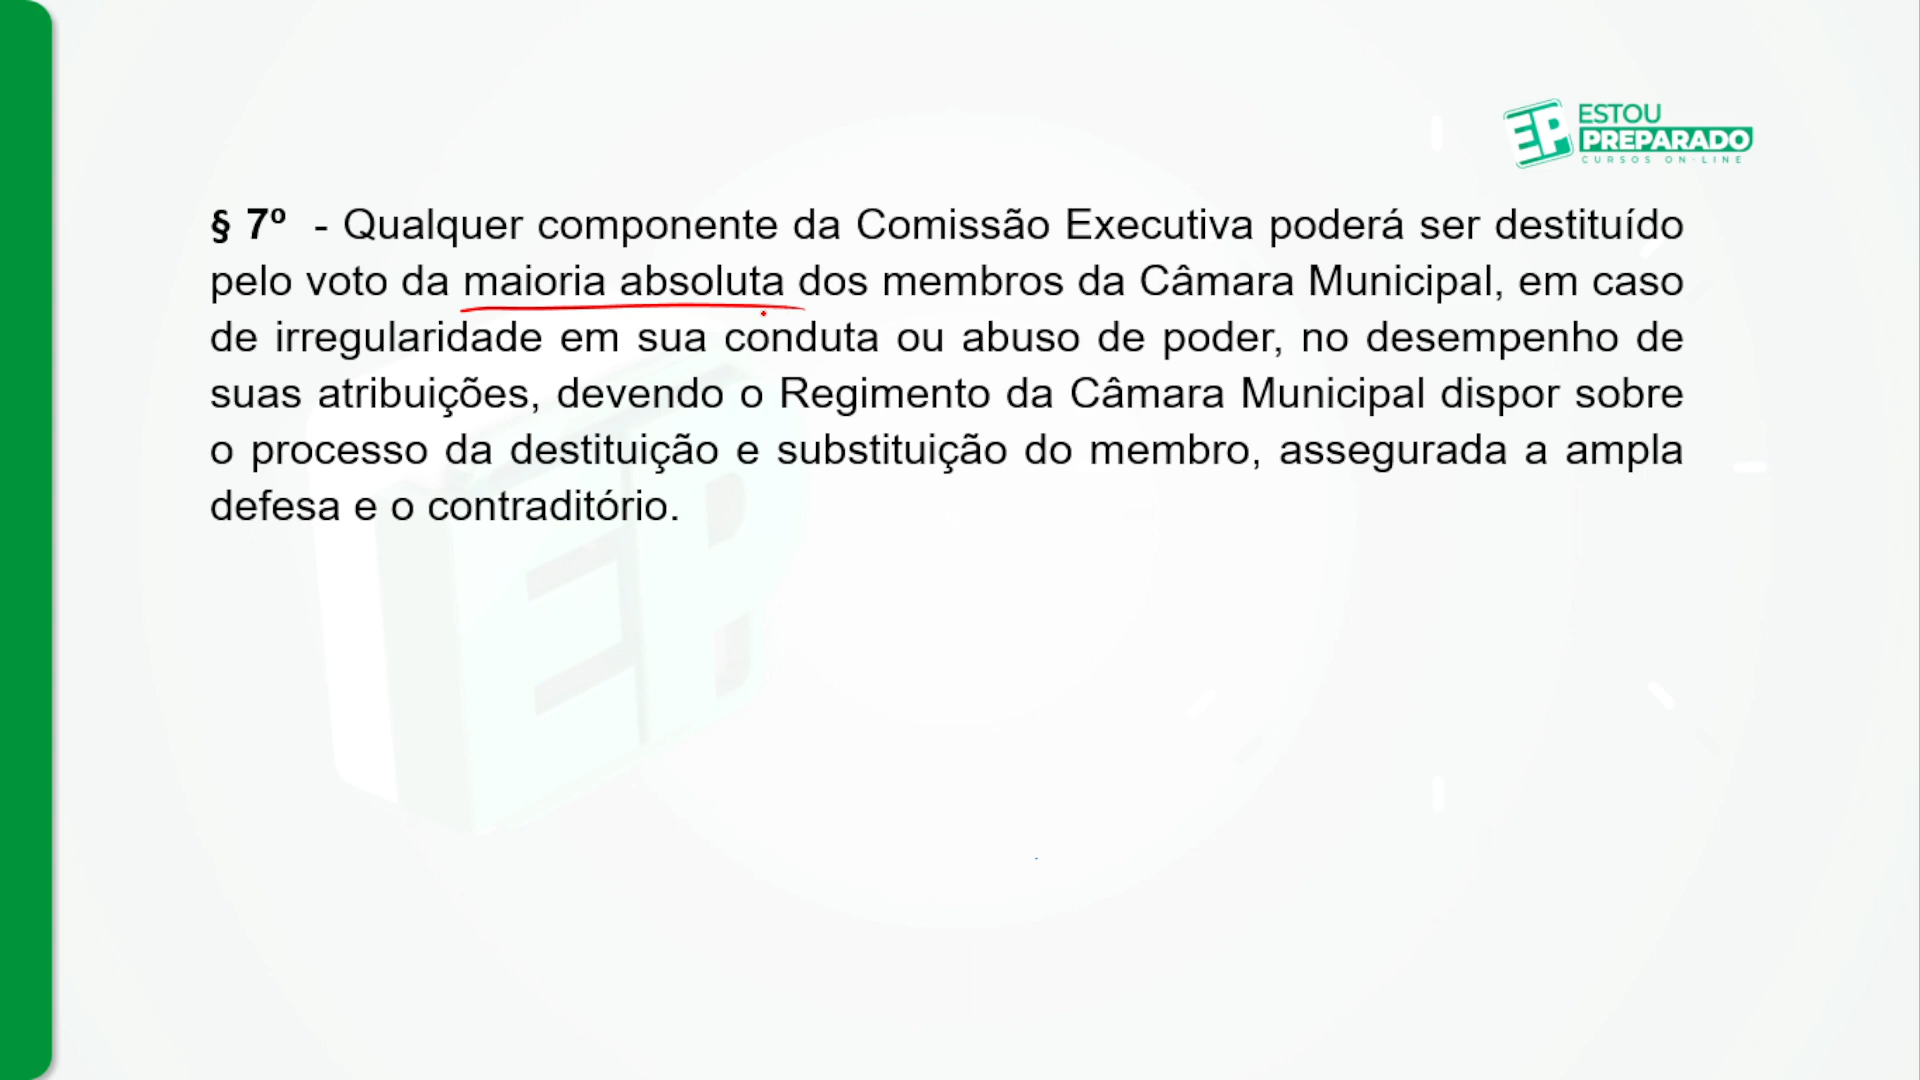 EP ESTOU
PREPARADO
CURSOS ON-LINE
§ 7º - Qualquer componente da Comissão Executiva poderá ser destituído
pelo voto da maioria absoluta dos membros da Câmara Municipal, em caso
de irregularidade em sua conduta ou abuso de poder, no desempenho de
suas atribuições, devendo o Regimento da Câmara Municipal dispor sobre
o processo da destituição e substituição do membro, assegurada a ampla
defesa e o contraditório.
EP